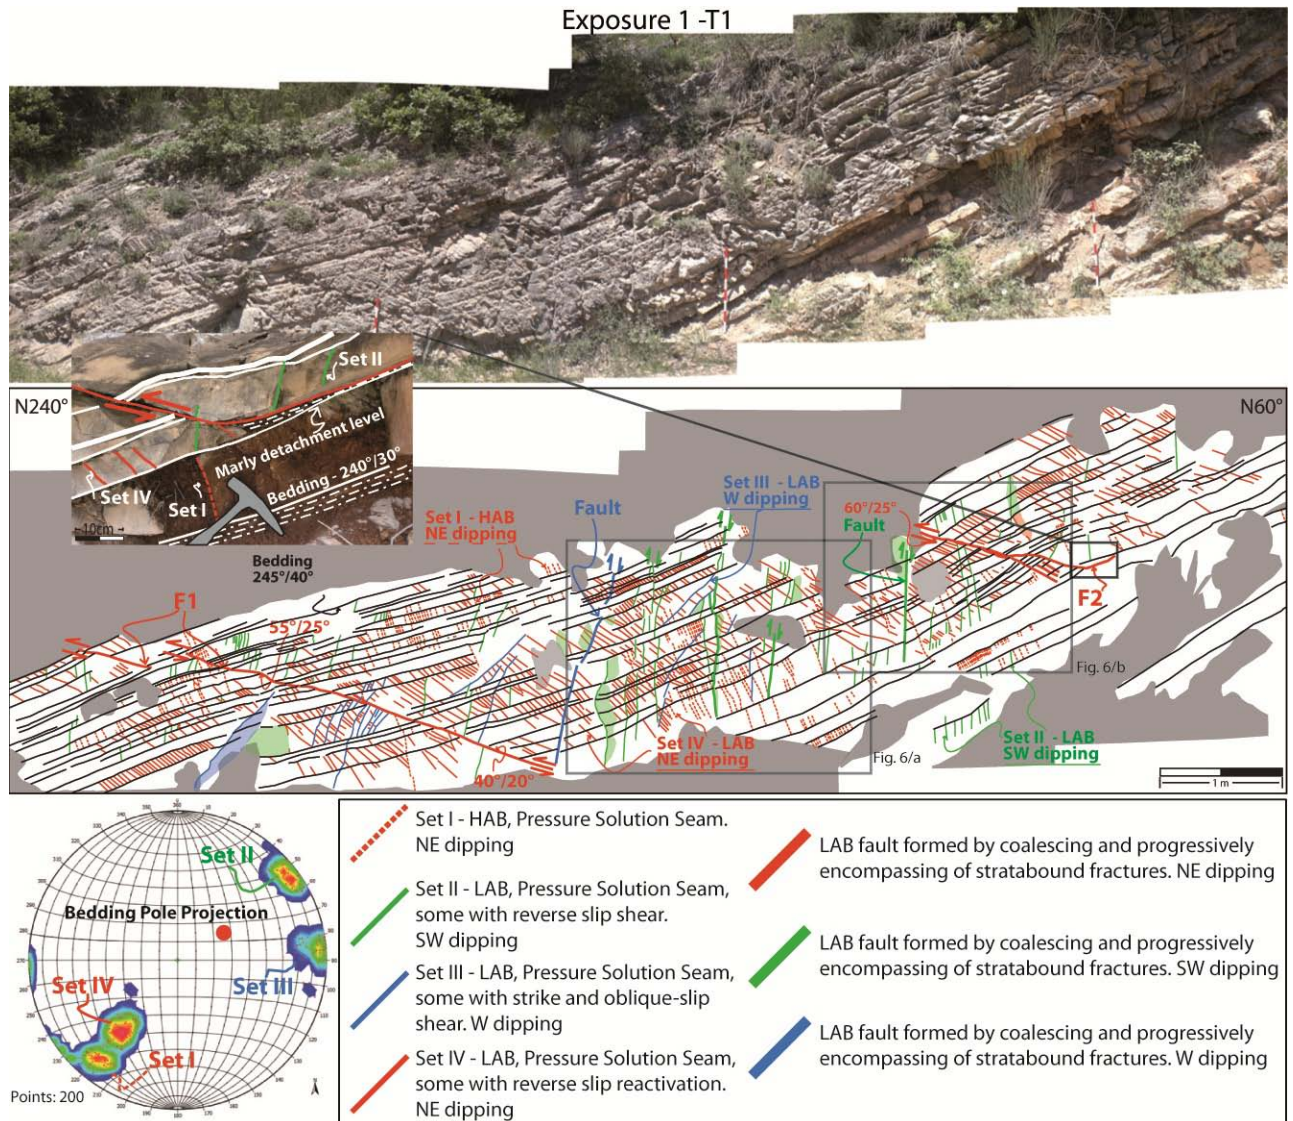 Exposure 1 -T1
Set II
Marly detachment level
Bedding - 240°/30°
Set IV
Set I
10cm
N240°
N60°
Set III - LAB
W dipping
Fault
Set I - HAB
NE dipping
60°/25°
Fault
Bedding
245°/40°
F1
55°/25°
F2
Fig. 6/b
Set IV - LAB
NE dipping
Fig. 6/a
Set II - LAB
SW dipping
40°/20°
1 m
Set II
Bedding Pole Projection
Set IV
Set III
Set I
Points: 200
N
Set I - HAB, Pressure Solution Seam.
NE dipping
Set II - LAB, Pressure Solution Seam,
some with reverse slip shear.
SW dipping
Set III - LAB, Pressure Solution Seam,
some with strike and oblique-slip
shear. W dipping
Set IV - LAB, Pressure Solution Seam,
some with reverse slip reactivation.
NE dipping
LAB fault formed by coalescing and progressively
encompassing of stratabound fractures. NE dipping
LAB fault formed by coalescing and progressively
encompassing of stratabound fractures. SW dipping
LAB fault formed by coalescing and progressively
encompassing of stratabound fractures. W dipping